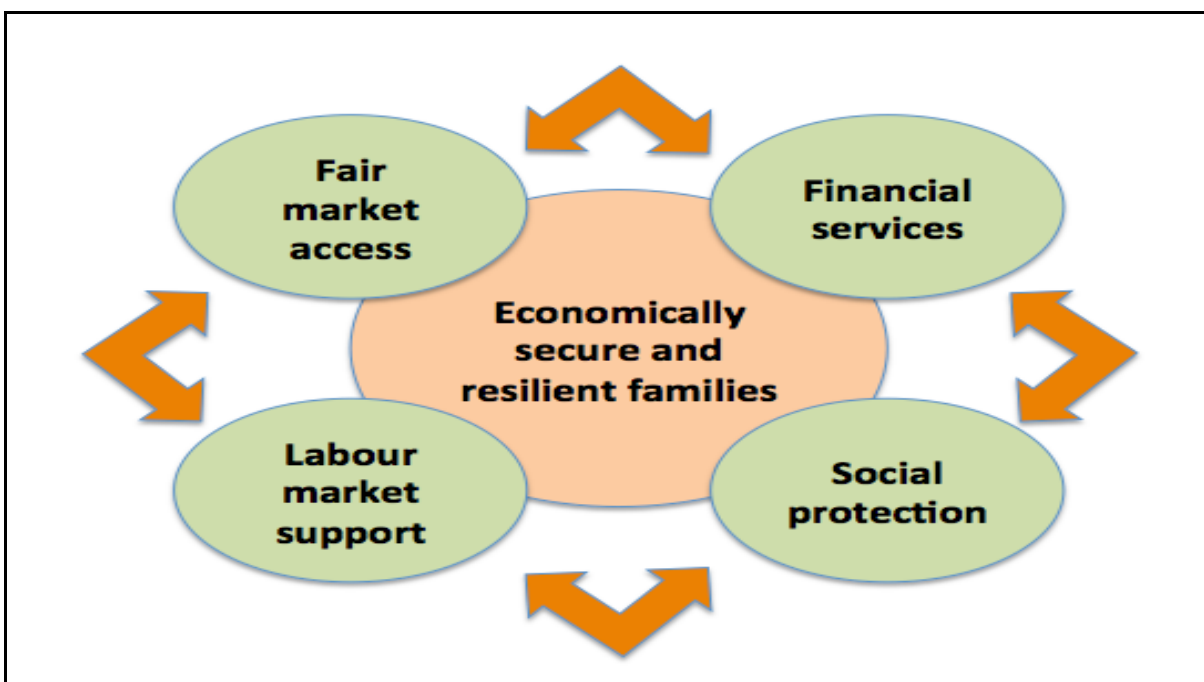 Fair
market
access
Financial
services
Economically
secure and
resilient families
Labour
market
support
Social
protection